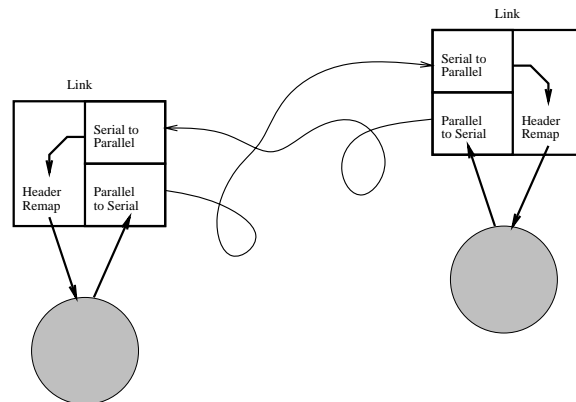 Link
Serial to
Parallel
Parallel
to Serial
Header
Remap
Link
Serial to
Parallel
Header
Remap
Parallel
to Serial